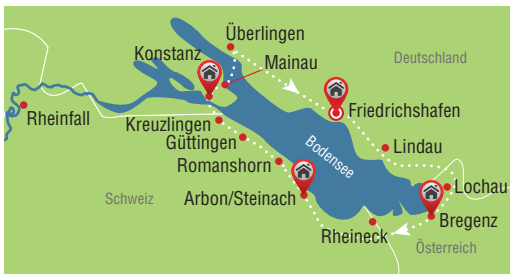 Überlingen
Konstanz
Mainau
Deutschland
Rheinfall
Friedrichshafen
Kreuzlingen
Güttingen
Bodensee
Lindau
Romanshorn
Schweiz
Arbon/Steinach
Lochau
Bregenz
Rheineck
Österreich